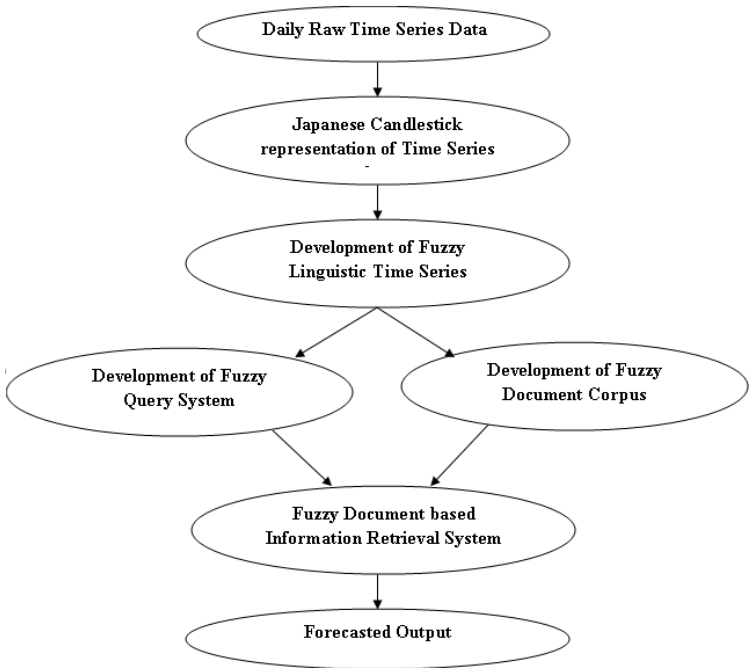 Daily Raw Time Series Data
Japanese Candlestick
representation of Time Series
-
Development of Fuzzy
Linguistic Time Series
Development of Fuzzy
Query System
Development of Fuzzy
Document Corpus
Fuzzy Document based
Information Retrieval System
Forecasted Output